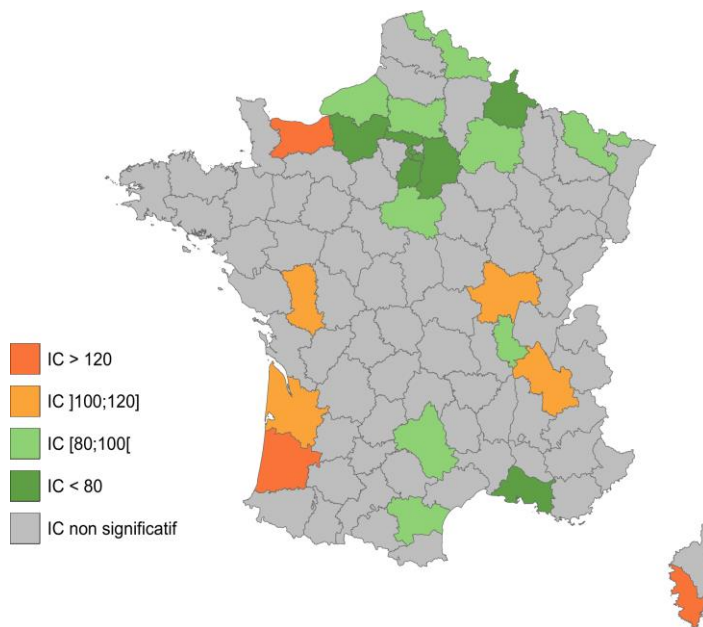 IC > 120
IC ]100;120]
IC [80;100[
IC < 80
IC non significatif